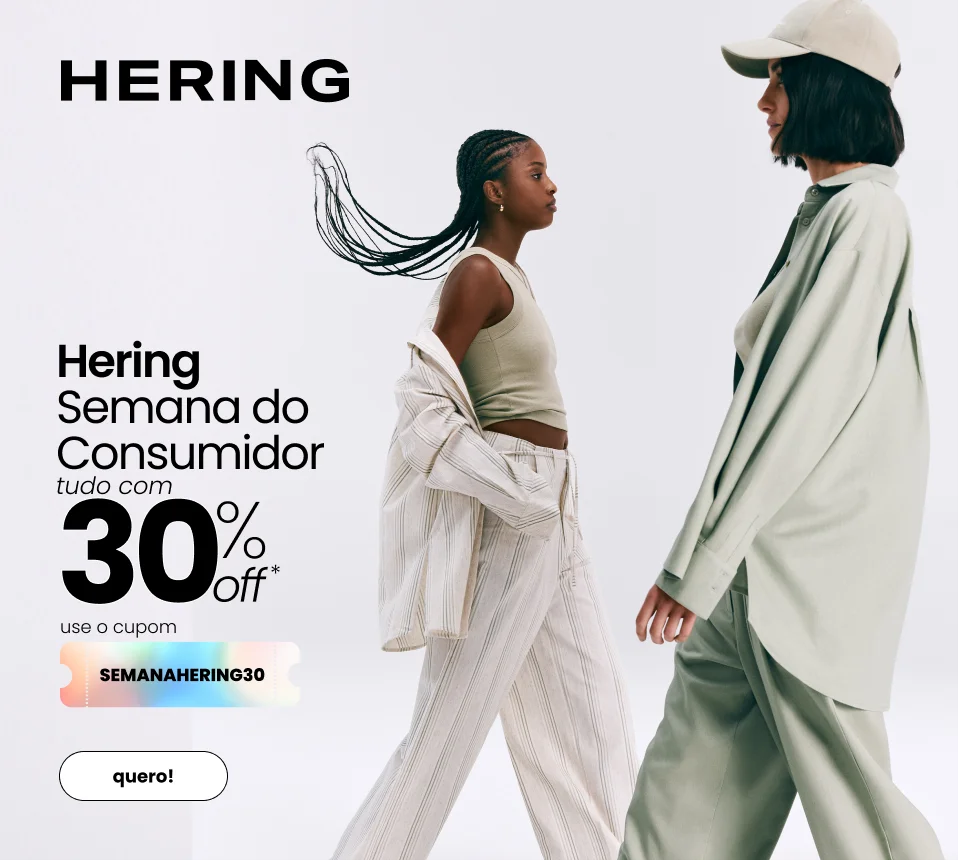 HERING
Hering
Semana do
Consumidor
tudo com
30% off*
use o cupom
SEMANAHERING30
quero!